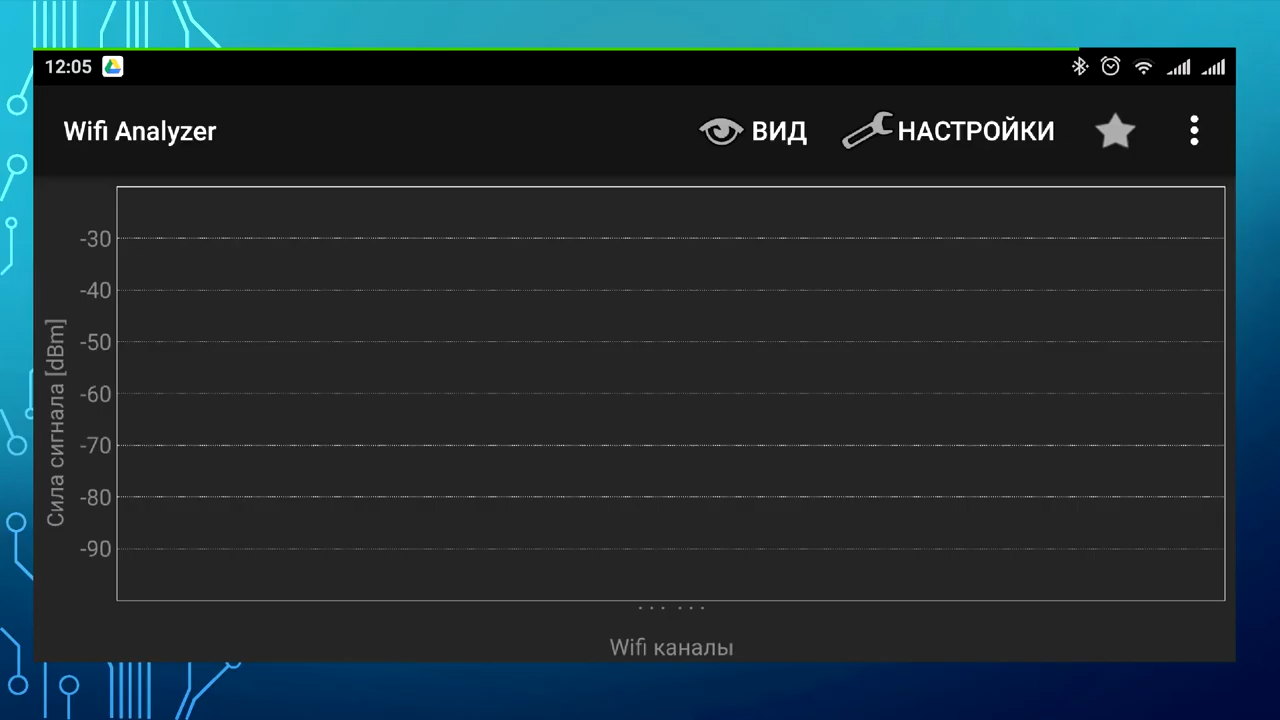 12:05
Wifi Analyzer
ВИД
НАСТРОЙКИ
-30
-40
-50
-60
-70
-80
-90
Сила сигнала [dBm]
Wifi каналы